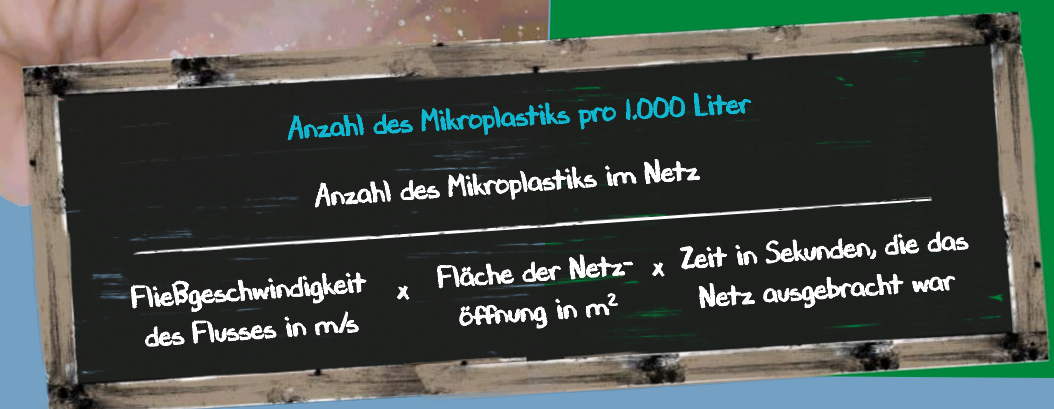 Anzahl des Mikroplastiks pro 1.000 Liter
Anzahl des Mikroplastiks im Netz
Fließgeschwindigkeit
des Flusses in m/s
x
Fläche der Netz-
öffnung in m²
x
Zeit in Sekunden, die das
Netz ausgebracht war